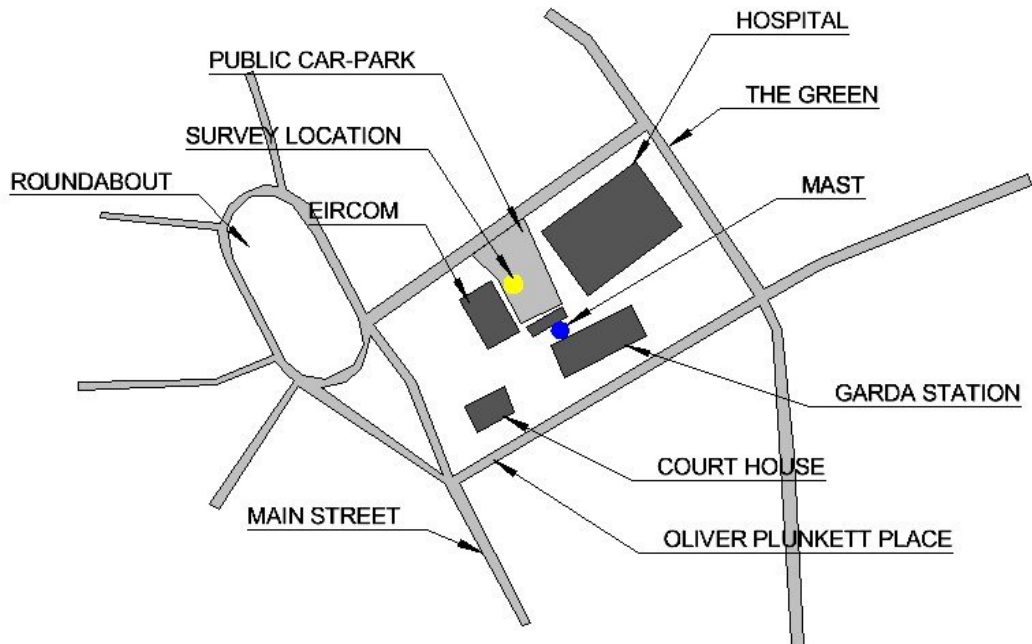 HOSPITAL
PUBLIC CAR-PARK
THE GREEN
SURVEY LOCATION
ROUNDABOUT
MAST
EIRCOM
GARDA STATION
COURT HOUSE
MAIN STREET
OLIVER PLUNKETT PLACE